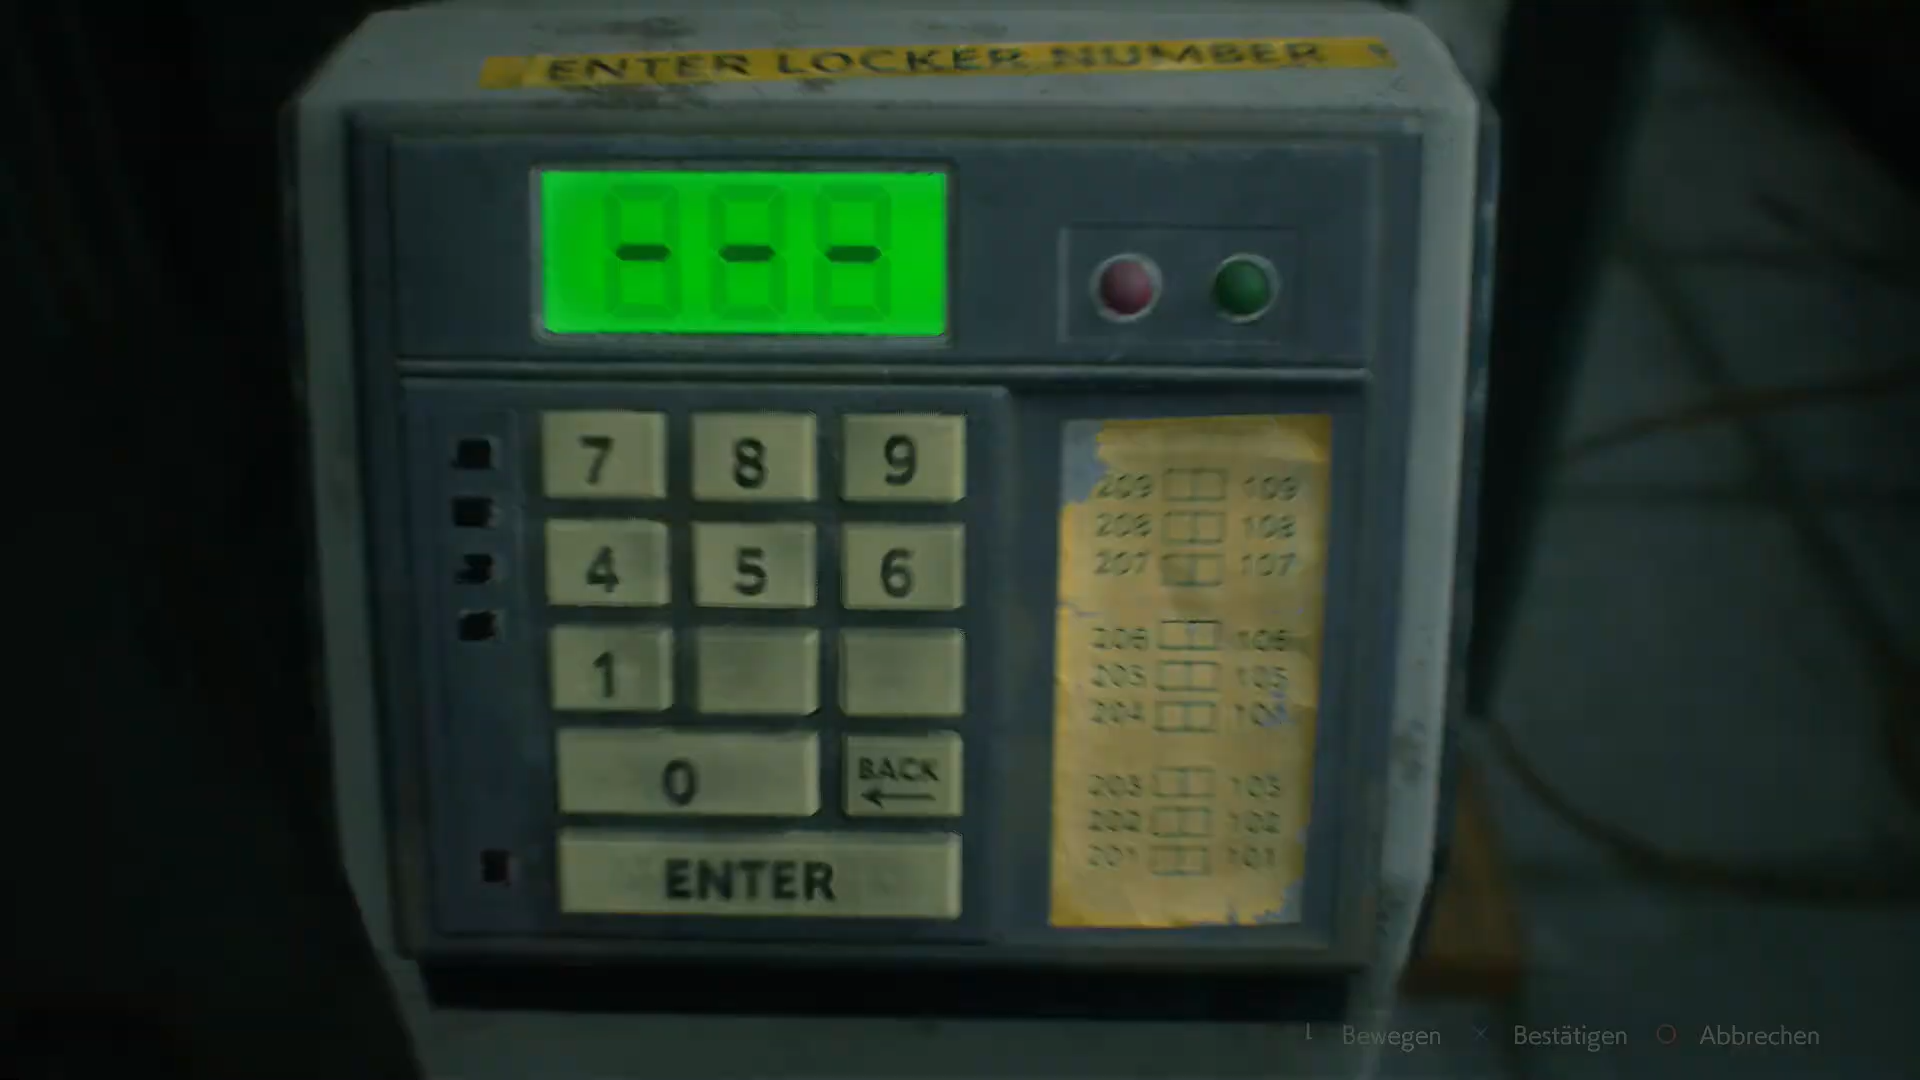 ENTER LOCKER NUMBER
7 8 9
4 5 6
1
0 BACK
ENTER
209 109
208 108
207 107
206 106
205 105
204 104
203 103
202 102
201 101
Bewegen Bestätigen Abbrechen